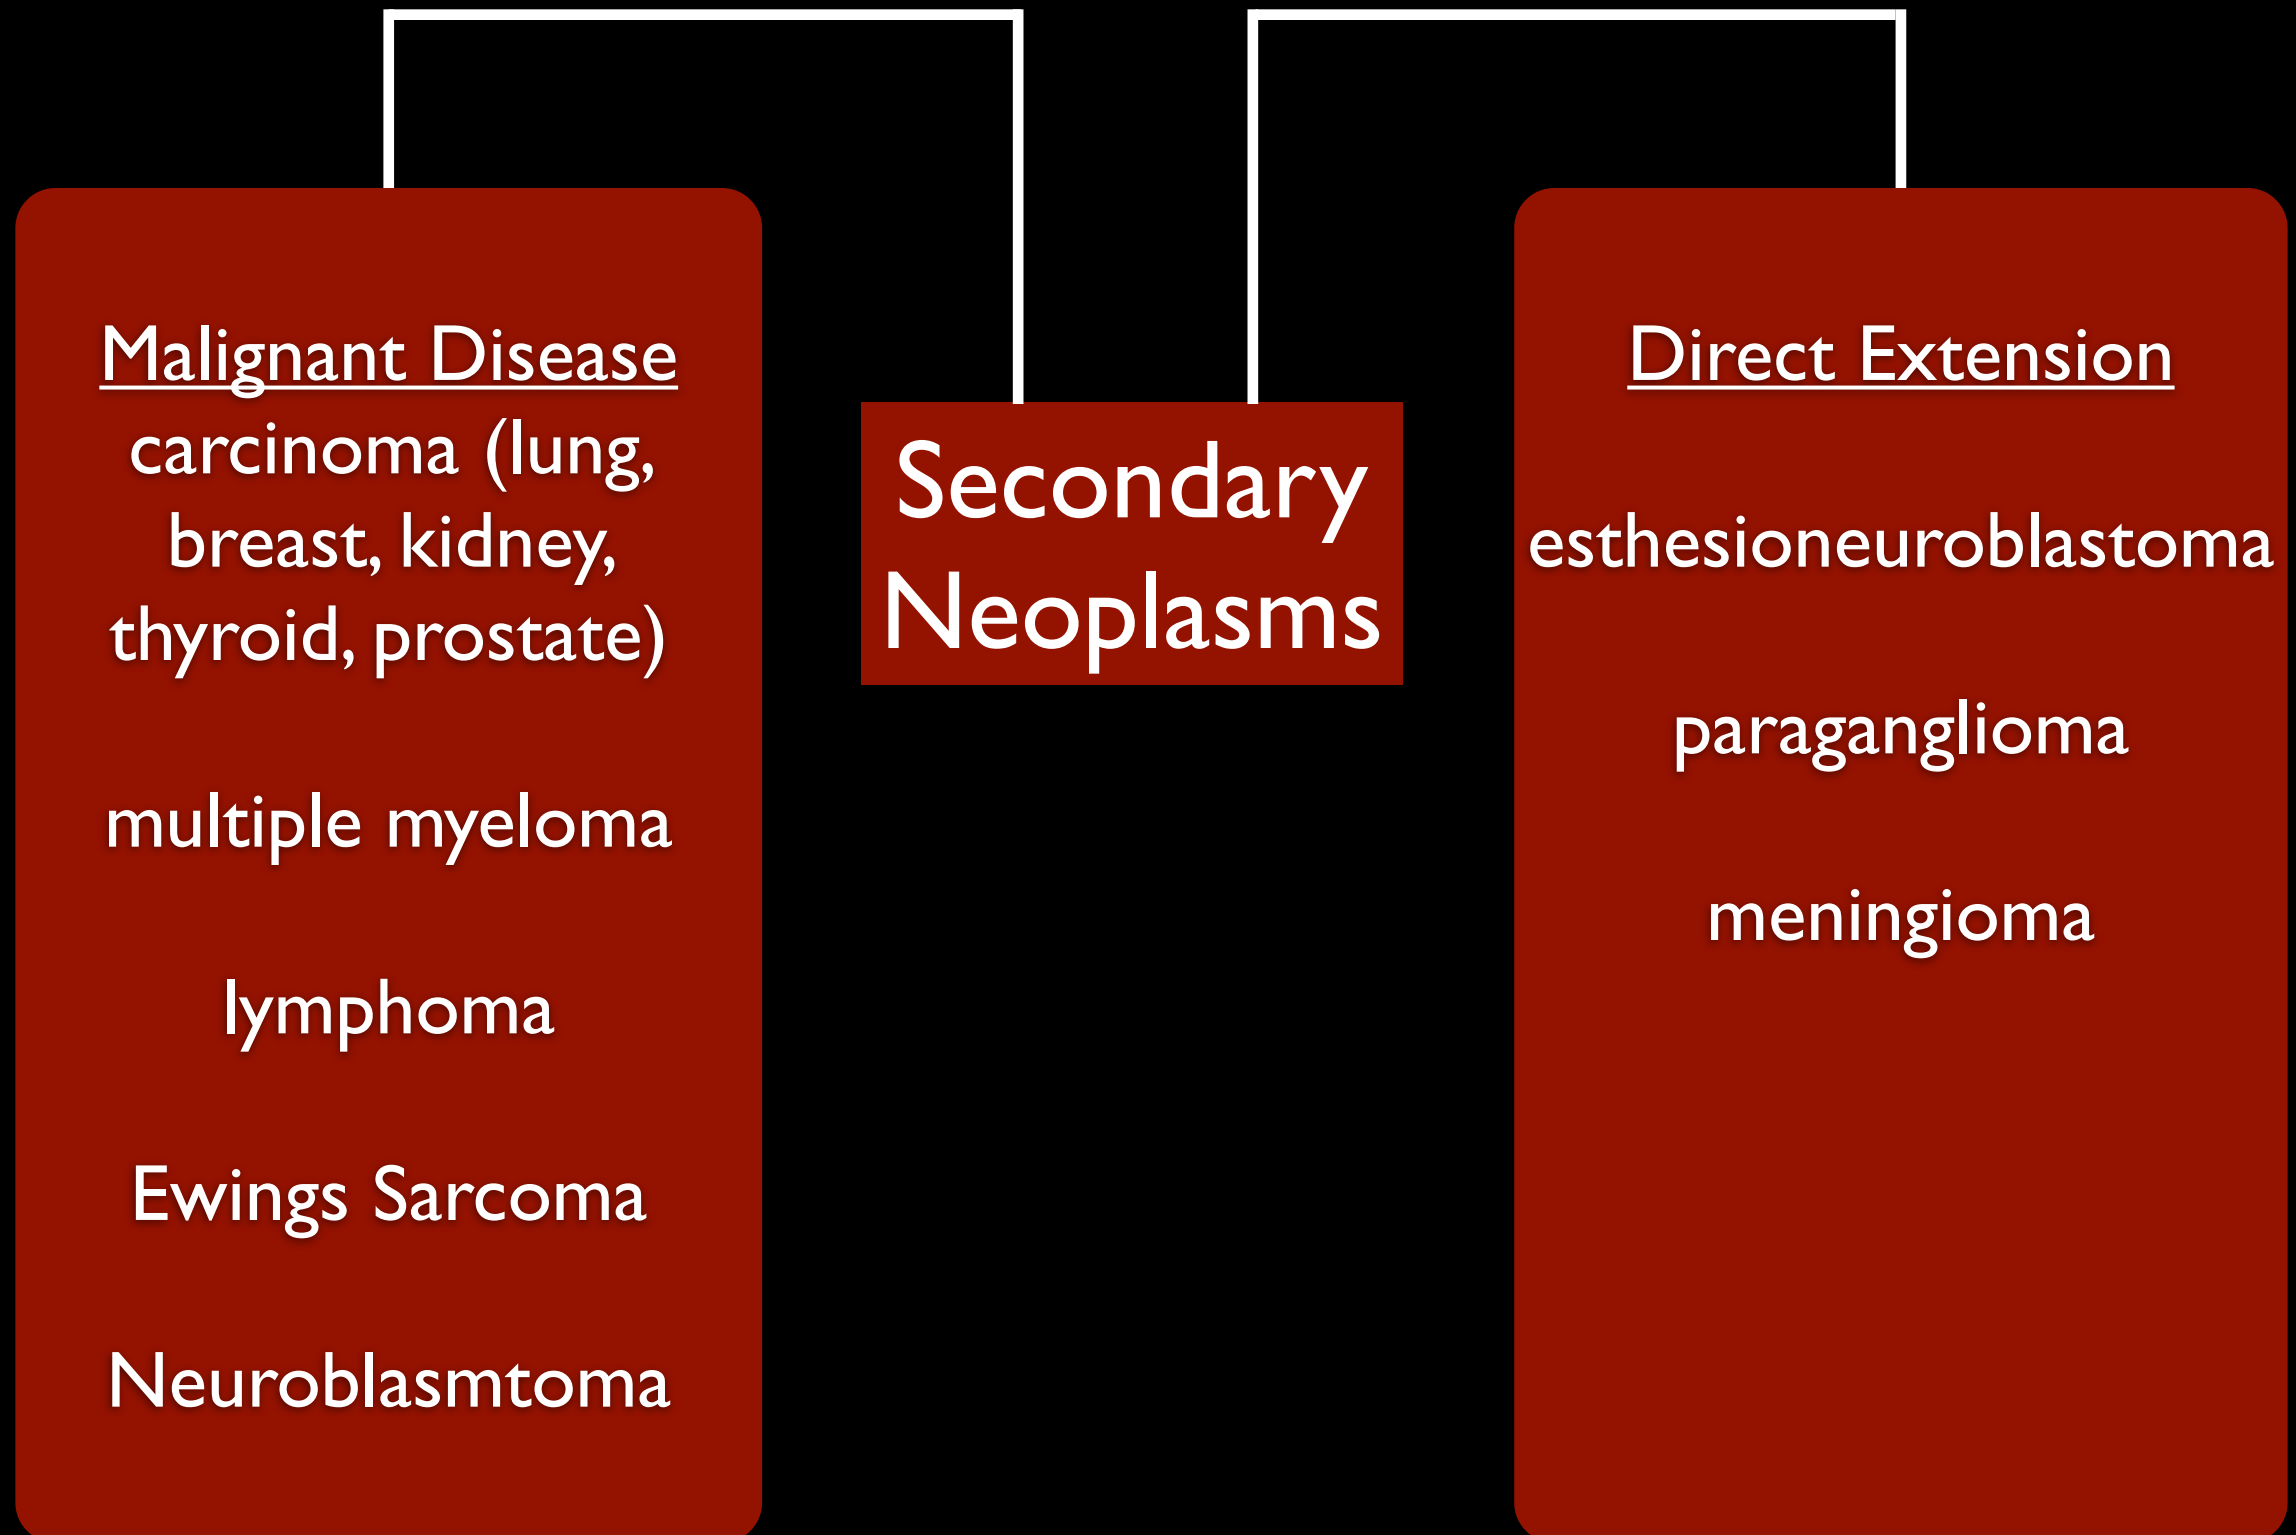 Malignant Disease
carcinoma (lung,
breast, kidney,
thyroid, prostate)
multiple myeloma
lymphoma
Ewings Sarcoma
Neuroblasmtoma
Secondary
Neoplasms
Direct Extension
esthesioneuroblastoma
paraganglioma
meningioma